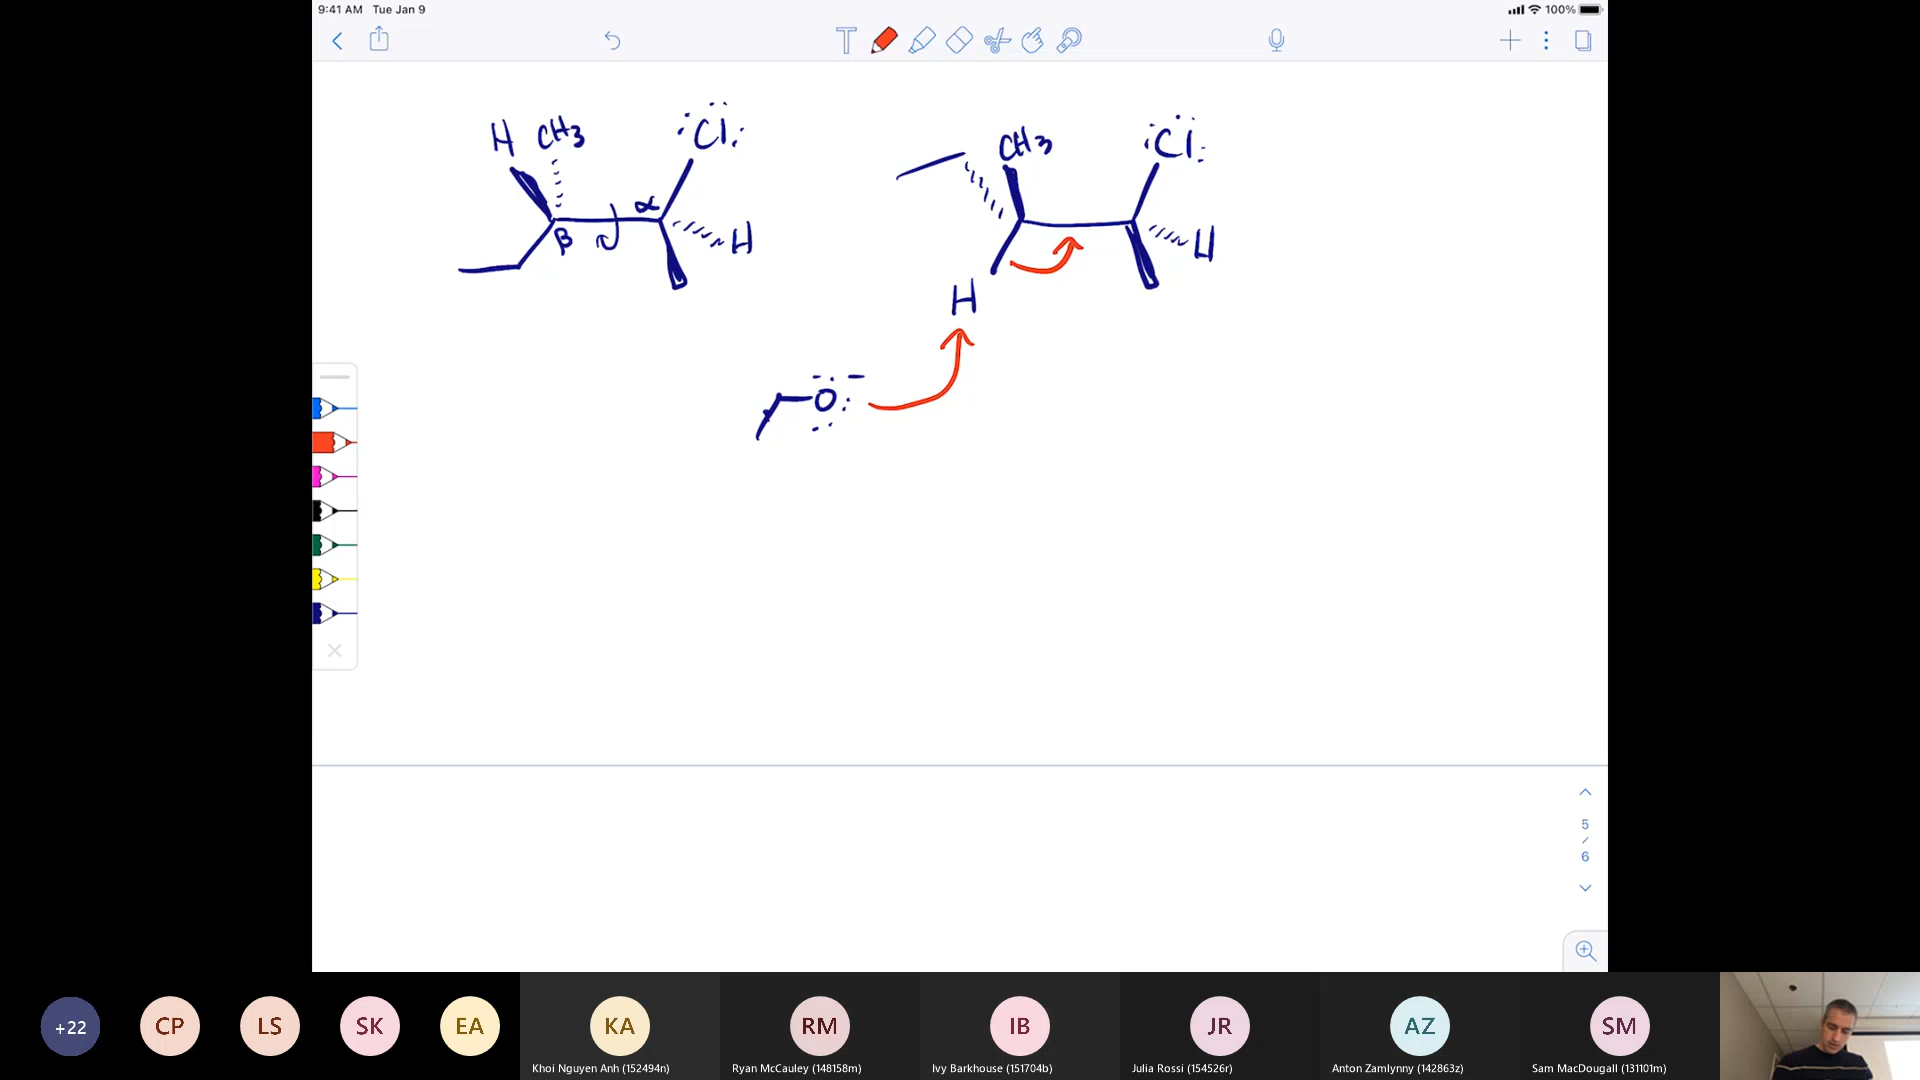 9:41 AM Tue Jan 9
100%
T
H CH3
:Cl:
α
β
H
CH3
:Cl:
H
H
O
5
/
6
+22
CP
LS
SK
EA
KA
RM
IB
JR
AZ
SM
Khoi Nguyen Anh (152494n)
Ryan McCauley (148158m)
Ivy Barkhouse (151704b)
Julia Rossi (154526r)
Anton Zamlynny (142863z)
Sam MacDougall (131101m)